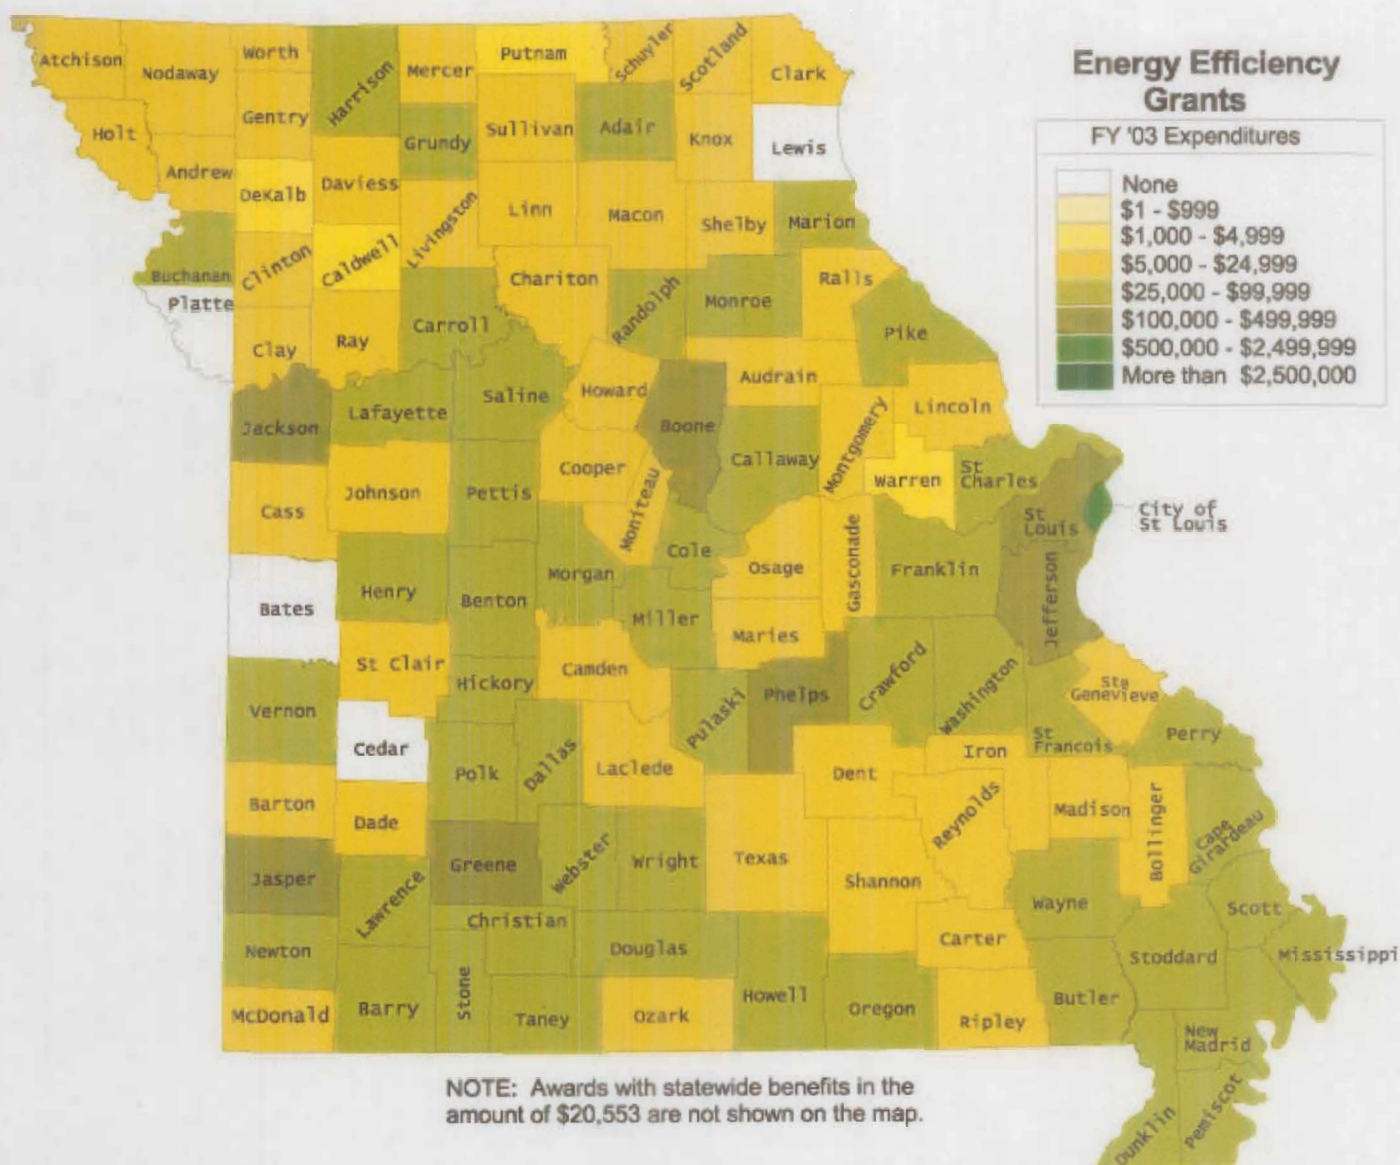 Energy Efficiency
Grants
FY '03 Expenditures
None
$1 - $999
$1,000 - $4,999
$5,000 - $24,999
$25,000 - $99,999
$100,000 - $499,999
$500,000 - $2,499,999
More than $2,500,000
Atchison
Nodaway
Worth
Harrison
Mercer
Putnam
Schuyler
Scotland
Clark
Holt
Gentry
Grundy
Sullivan
Adair
Knox
Lewis
Andrew
DeKalb
Daviess
Livingston
Linn
Macon
Shelby
Marion
Buchanan
Clinton
Caldwell
Chariton
Randolph
Monroe
Ralls
Platte
Clay
Ray
Carroll
Pike
Jackson
Lafayette
Saline
Howard
Boone
Audrain
Lincoln
Cass
Johnson
Pettis
Cooper
Moniteau
Callaway
Montgomery
Warren
St
Charles
St
Louis
City of
St Louis
Bates
Henry
Benton
Morgan
Cole
Miller
Osage
Gasconade
Franklin
Jefferson
Maries
St Clair
Hickory
Camden
Pulaski
Phelps
Crawford
Washington
Ste
Genevieve
Vernon
Cedar
Polk
Dallas
Laclede
Dent
Iron
St
Francois
Perry
Barton
Dade
Greene
Webster
Wright
Texas
Shannon
Reynolds
Madison
Bollinger
Cape
Girardeau
Jasper
Lawrence
Christian
Douglas
Carter
Wayne
Scott
Newton
Stone
Howell
Oregon
Stoddard
Mississippi
McDonald
Barry
Taney
Ozark
Ripley
Butler
New
Madrid
Dunklin
Pemiscot
NOTE: Awards with statewide benefits in the
amount of $20,553 are not shown on the map.